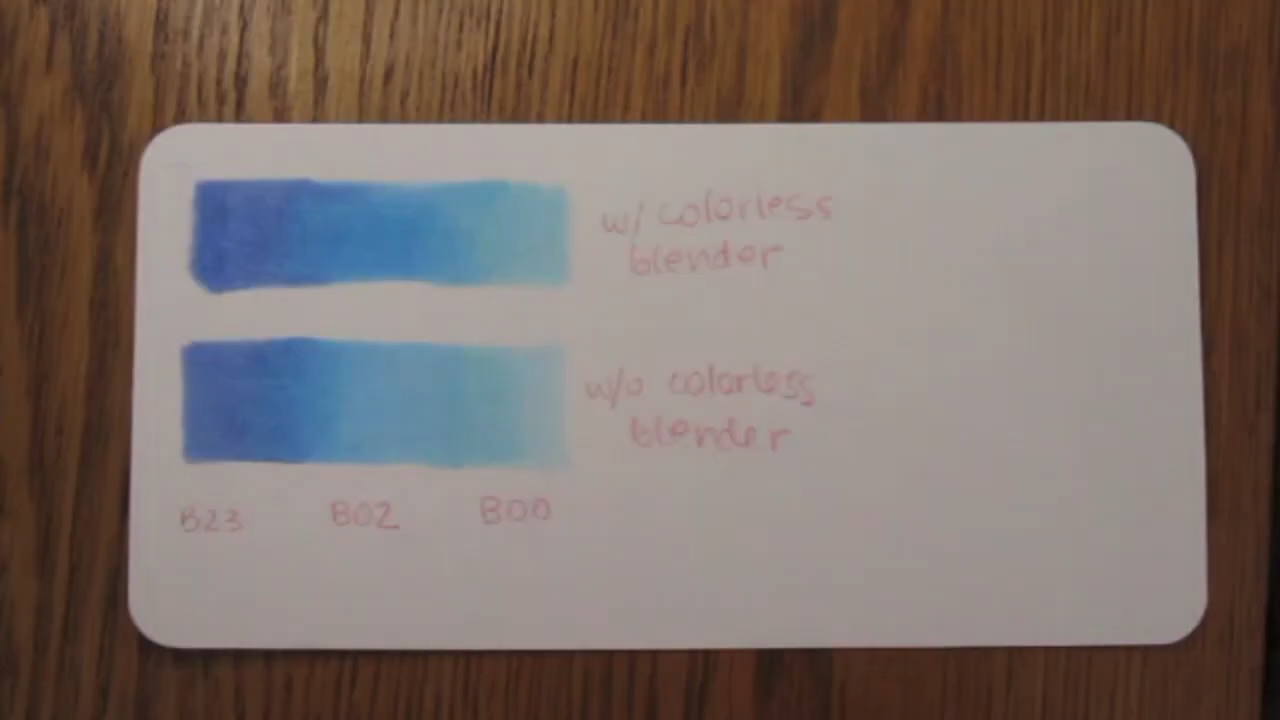 w/ colorless
blender
w/o colorless
blender
B23 B02 B00